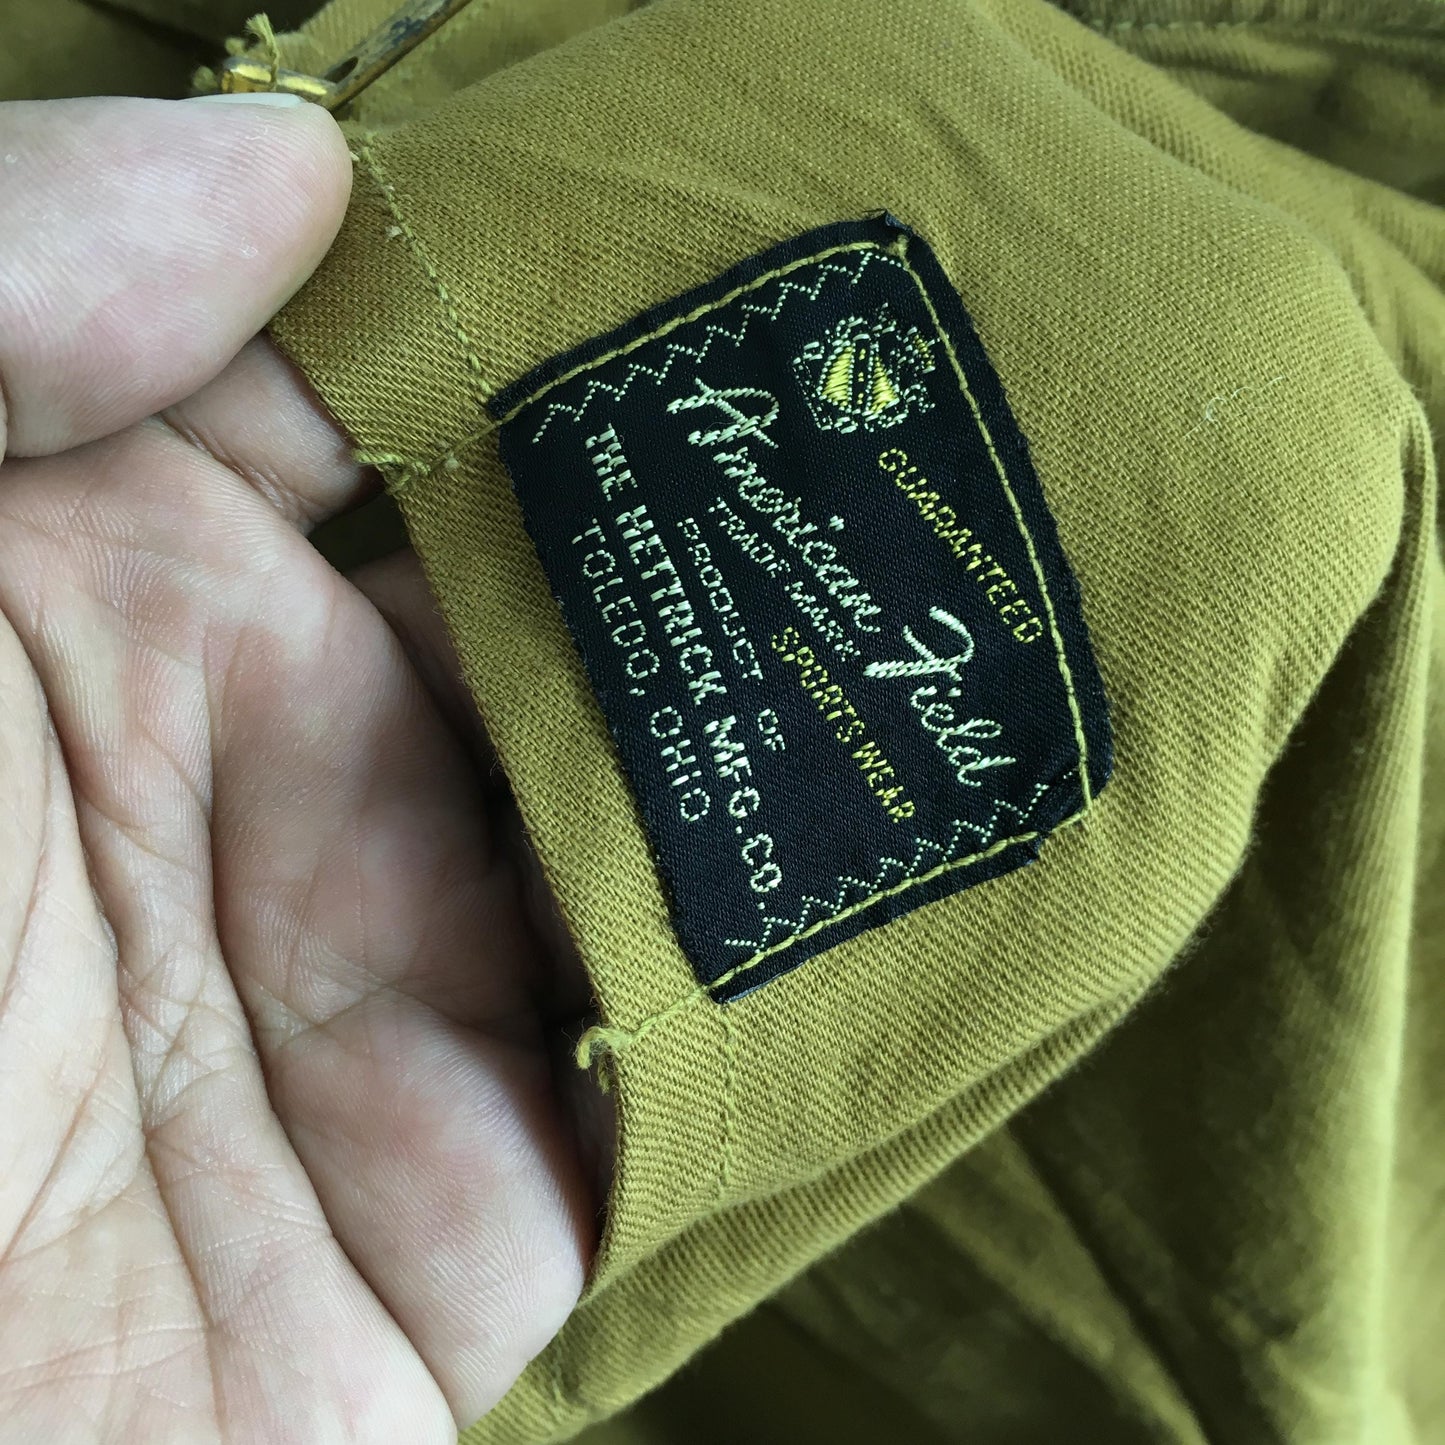 GUARANTEED
American Field
TRADE MARK SPORTS WEAR
PRODUCT OF
THE HETTRICK MFG.CO.
TOLEDO, OHIO